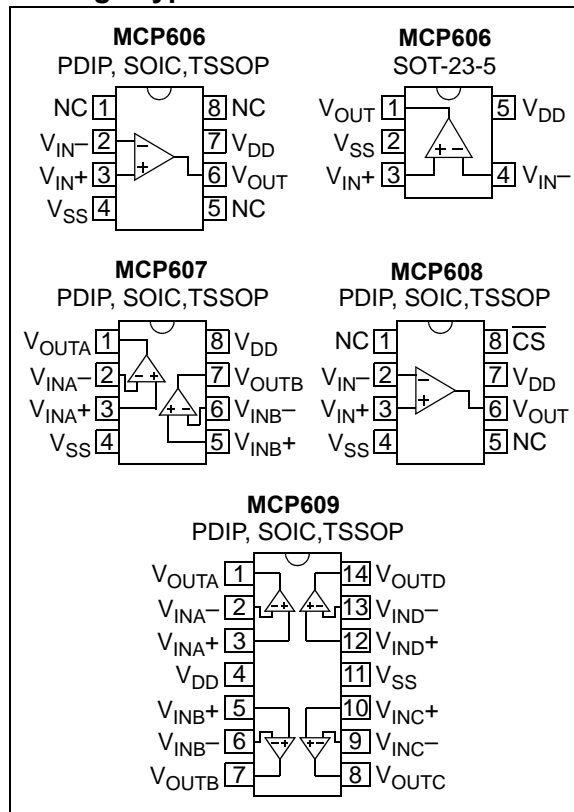 MCP606
PDIP, SOIC,TSSOP
NC 1 8 NC
VIN– 2 7 VDD
VIN+ 3 6 VOUT
VSS 4 5 NC
– +
MCP606
SOT-23-5
VOUT 1 5 VDD
VSS 2
VIN+ 3 4 VIN–
+ –
MCP607
PDIP, SOIC,TSSOP
VOUTA 1 8 VDD
VINA– 2 7 VOUTB
VINA+ 3 6 VINB–
VSS 4 5 VINB+
- +
+ -
MCP608
PDIP, SOIC,TSSOP
NC 1 8 C̅S̅
VIN– 2 7 VDD
VIN+ 3 6 VOUT
VSS 4 5 NC
– +
MCP609
PDIP, SOIC,TSSOP
VOUTA 1 14 VOUTD
VINA– 2 13 VIND–
VINA+ 3 12 VIND+
VDD 4 11 VSS
VINB+ 5 10 VINC+
VINB– 6 9 VINC–
VOUTB 7 8 VOUTC
-+ +-
-+ +-